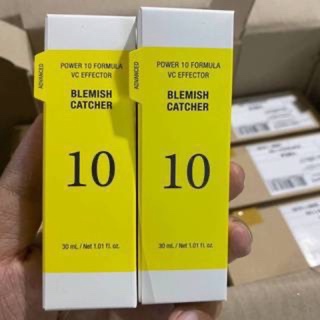 ADVANCED
POWER 10 FORMULA
VC EFFECTOR
BLEMISH
CATCHER
10
30 mL / Net 1.01 fl. oz.
ADVANCED
POWER 10 FORMULA
VC EFFECTOR
BLEMISH
CATCHER
10
30 mL / Net 1.01 fl. oz.